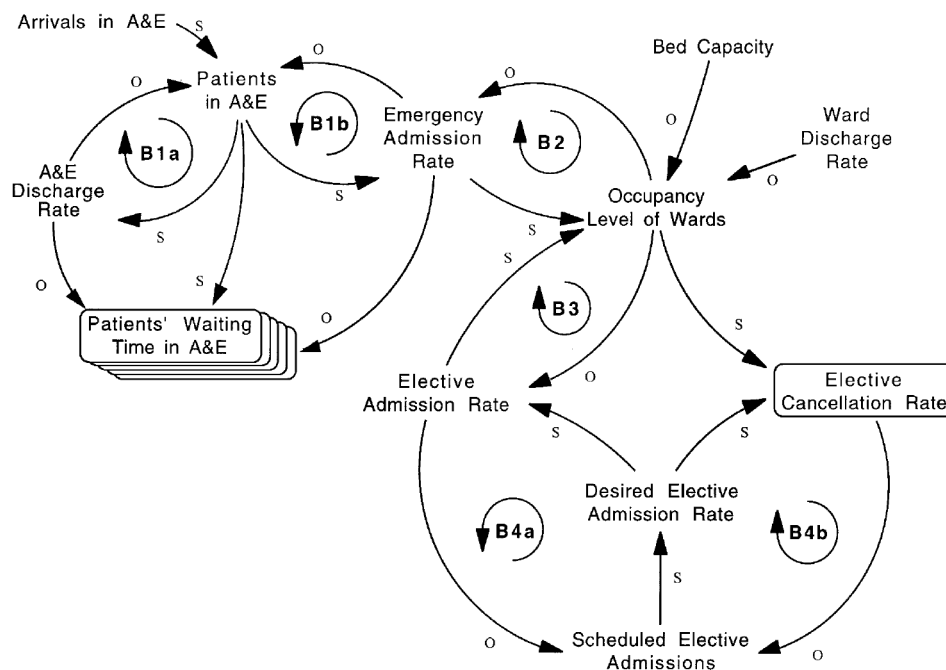 Arrivals in A&E
S
Bed Capacity
O
O
O
Patients
in A&E
B1b
Emergency
Admission
Rate
B2
O
Ward
Discharge
Rate
B1a
O
A&E
Discharge
Rate
S
Occupancy
Level of Wards
S
S
S
O
S
B3
O
S
Patients' Waiting
Time in A&E
O
Elective
Admission Rate
Elective
Cancellation Rate
S
S
Desired Elective
Admission Rate
B4a
B4b
S
O
Scheduled Elective
Admissions
O